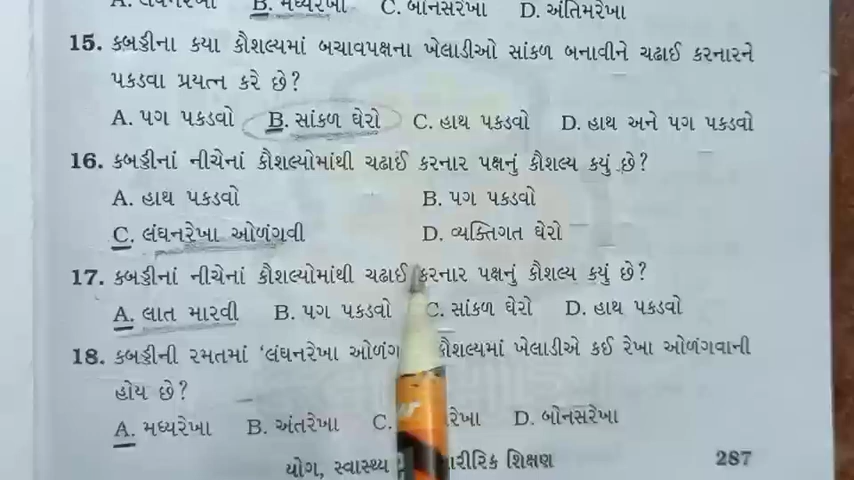 B. મધ્યરેખા C. બોનસરેખા D. અંતિમરેખા
15. કબડ્ડીના કયા કૌશલ્યમાં બચાવપક્ષના ખેલાડીઓ સાંકળ બનાવીને ચઢાઈ કરનારને
પકડવા પ્રયત્ન કરે છે?
A. પગ પકડવો B. સાંકળ ઘેરો C. હાથ પકડવો D. હાથ અને પગ પકડવો
16. કબડ્ડીનાં નીચેનાં કૌશલ્યોમાંથી ચઢાઈ કરનાર પક્ષનું કૌશલ્ય કયું છે?
A. હાથ પકડવો B. પગ પકડવો
C. લંઘનરેખા ઓળંગવી D. વ્યક્તિગત ઘેરો
17. કબડ્ડીનાં નીચેનાં કૌશલ્યોમાંથી ચઢાઈ કરનાર પક્ષનું કૌશલ્ય કયું છે?
A. લાત મારવી B. પગ પકડવો C. સાંકળ ઘેરો D. હાથ પકડવો
18. કબડ્ડીની રમતમાં ‘લંઘનરેખા ઓળંગ કૌશલ્યમાં ખેલાડીએ કઈ રેખા ઓળંગવાની
હોય છે?
A. મધ્યરેખા B. અંતરેખા C. રેખા D. બોનસરેખા
યોગ, સ્વાસ્થ્ય ારીરિક શિક્ષણ 287